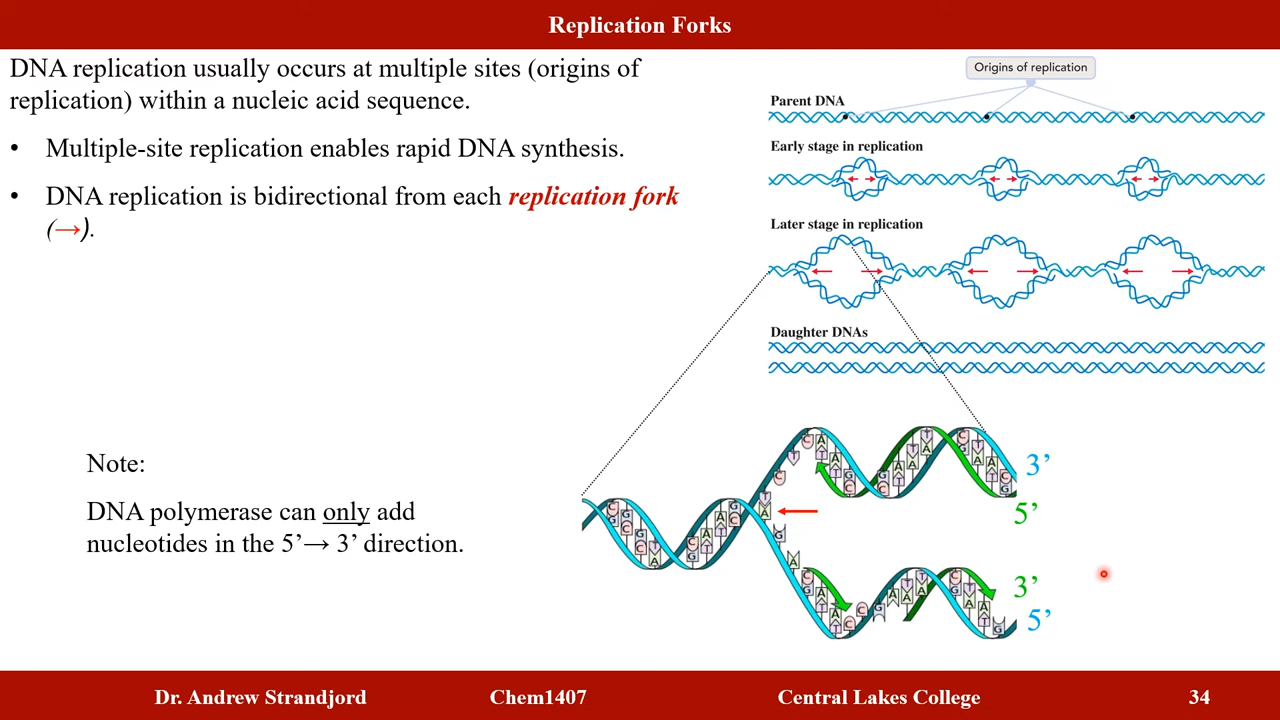 Replication Forks
DNA replication usually occurs at multiple sites (origins of
replication) within a nucleic acid sequence.
• Multiple-site replication enables rapid DNA synthesis.
• DNA replication is bidirectional from each replication fork
(→).
Note:
DNA polymerase can only add
nucleotides in the 5’→ 3’ direction.
Origins of replication
Parent DNA
Early stage in replication
Later stage in replication
Daughter DNAs
3’
5’
3’
5’
Dr. Andrew Strandjord Chem1407 Central Lakes College 34